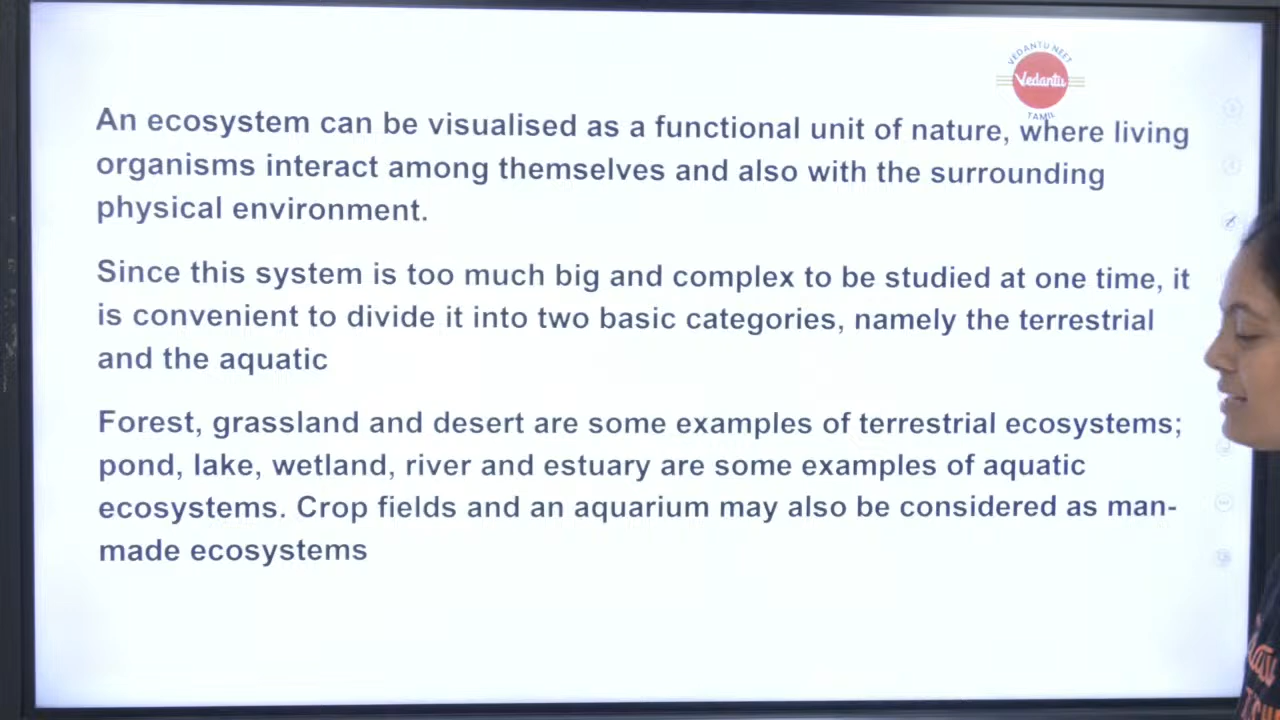 VEDANTU NEET
Vedantu
TAMIL
An ecosystem can be visualised as a functional unit of nature, where living
organisms interact among themselves and also with the surrounding
physical environment.
Since this system is too much big and complex to be studied at one time, it
is convenient to divide it into two basic categories, namely the terrestrial
and the aquatic
Forest, grassland and desert are some examples of terrestrial ecosystems;
pond, lake, wetland, river and estuary are some examples of aquatic
ecosystems. Crop fields and an aquarium may also be considered as man-
made ecosystems